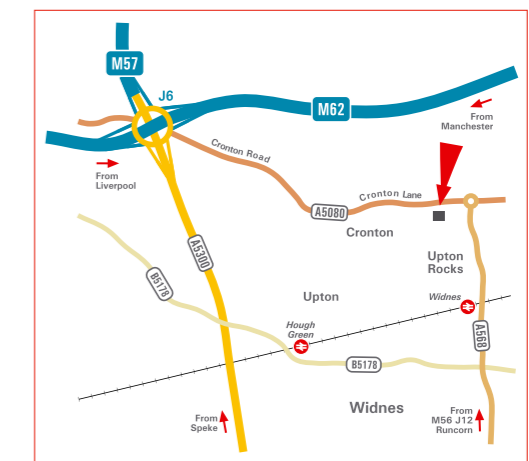 M57
J6
M62
From
Manchester
Cronton Road
From
Liverpool
Cronton Lane
A5080
Cronton
Upton
Rocks
A5300
B5178
Upton
Widnes
Hough
Green
A568
B5178
Widnes
From
Speke
From
M56 J12
Runcorn